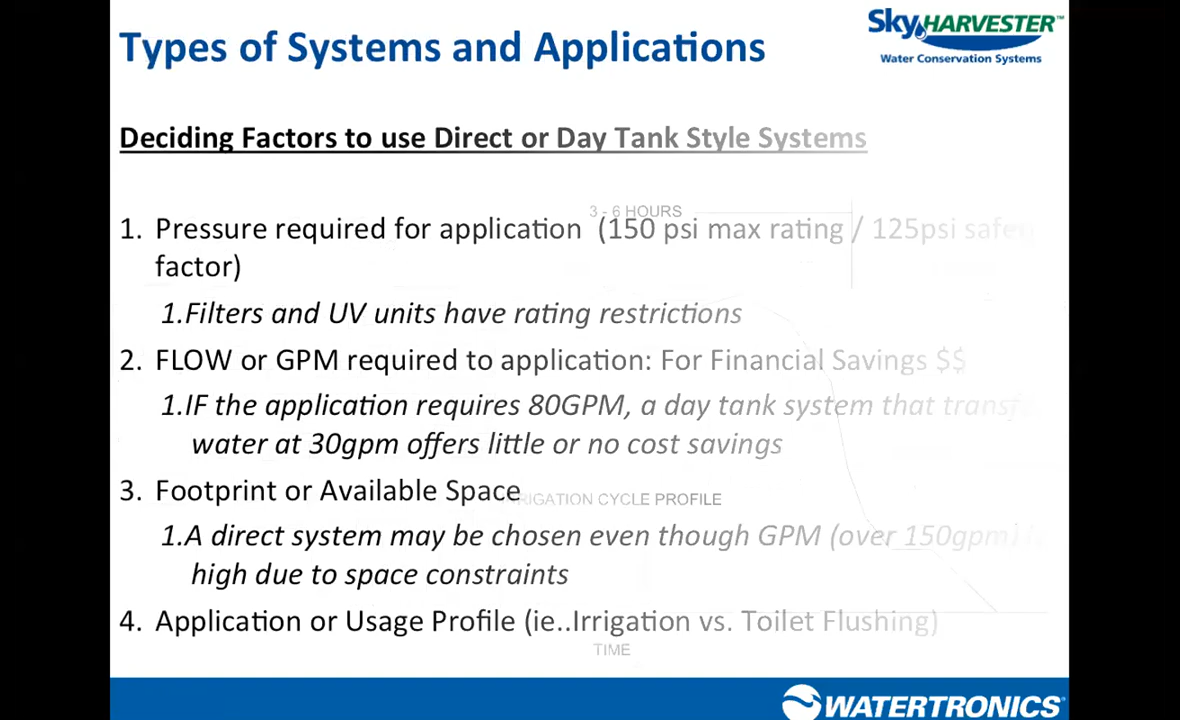 Types of Systems and Applications
SkyHARVESTER™
Water Conservation Systems
Deciding Factors to use Direct or Day Tank Style Systems
3 - 6 HOURS
1. Pressure required for application (150 psi max rating / 125psi
factor)
1.Filters and UV units have rating restrictions
2. FLOW or GPM required to application: For Financial Savings $$
1.IF the application requires 80GPM, a day tank system that
water at 30gpm offers little or no cost savings
3. Footprint or Available Space
CYCLE PROFILE
1.A direct system may be chosen even though GPM (over 150gpm)
high due to space constraints
4. Application or Usage Profile (ie..Irrigation vs. Toilet Flushing)
TIME
WATERTRONICS